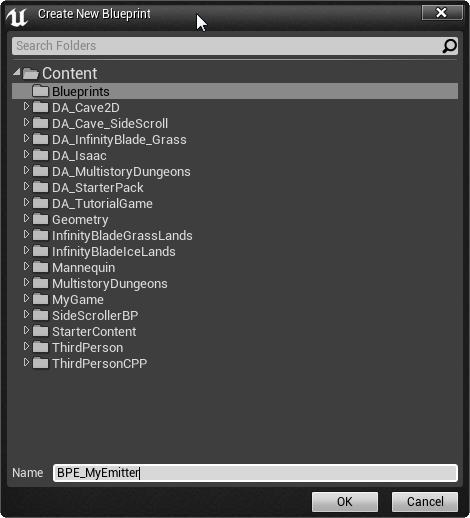 Create New Blueprint
Search Folders
Content
Blueprints
DA_Cave2D
DA_Cave_SideScroll
DA_InfinityBlade_Grass
DA_Isaac
DA_MultistoryDungeons
DA_StarterPack
DA_TutorialGame
Geometry
InfinityBladeGrassLands
InfinityBladeIceLands
Mannequin
MultistoryDungeons
MyGame
SideScrollerBP
StarterContent
ThirdPerson
ThirdPersonCPP
Name BPE_MyEmitter
OK Cancel